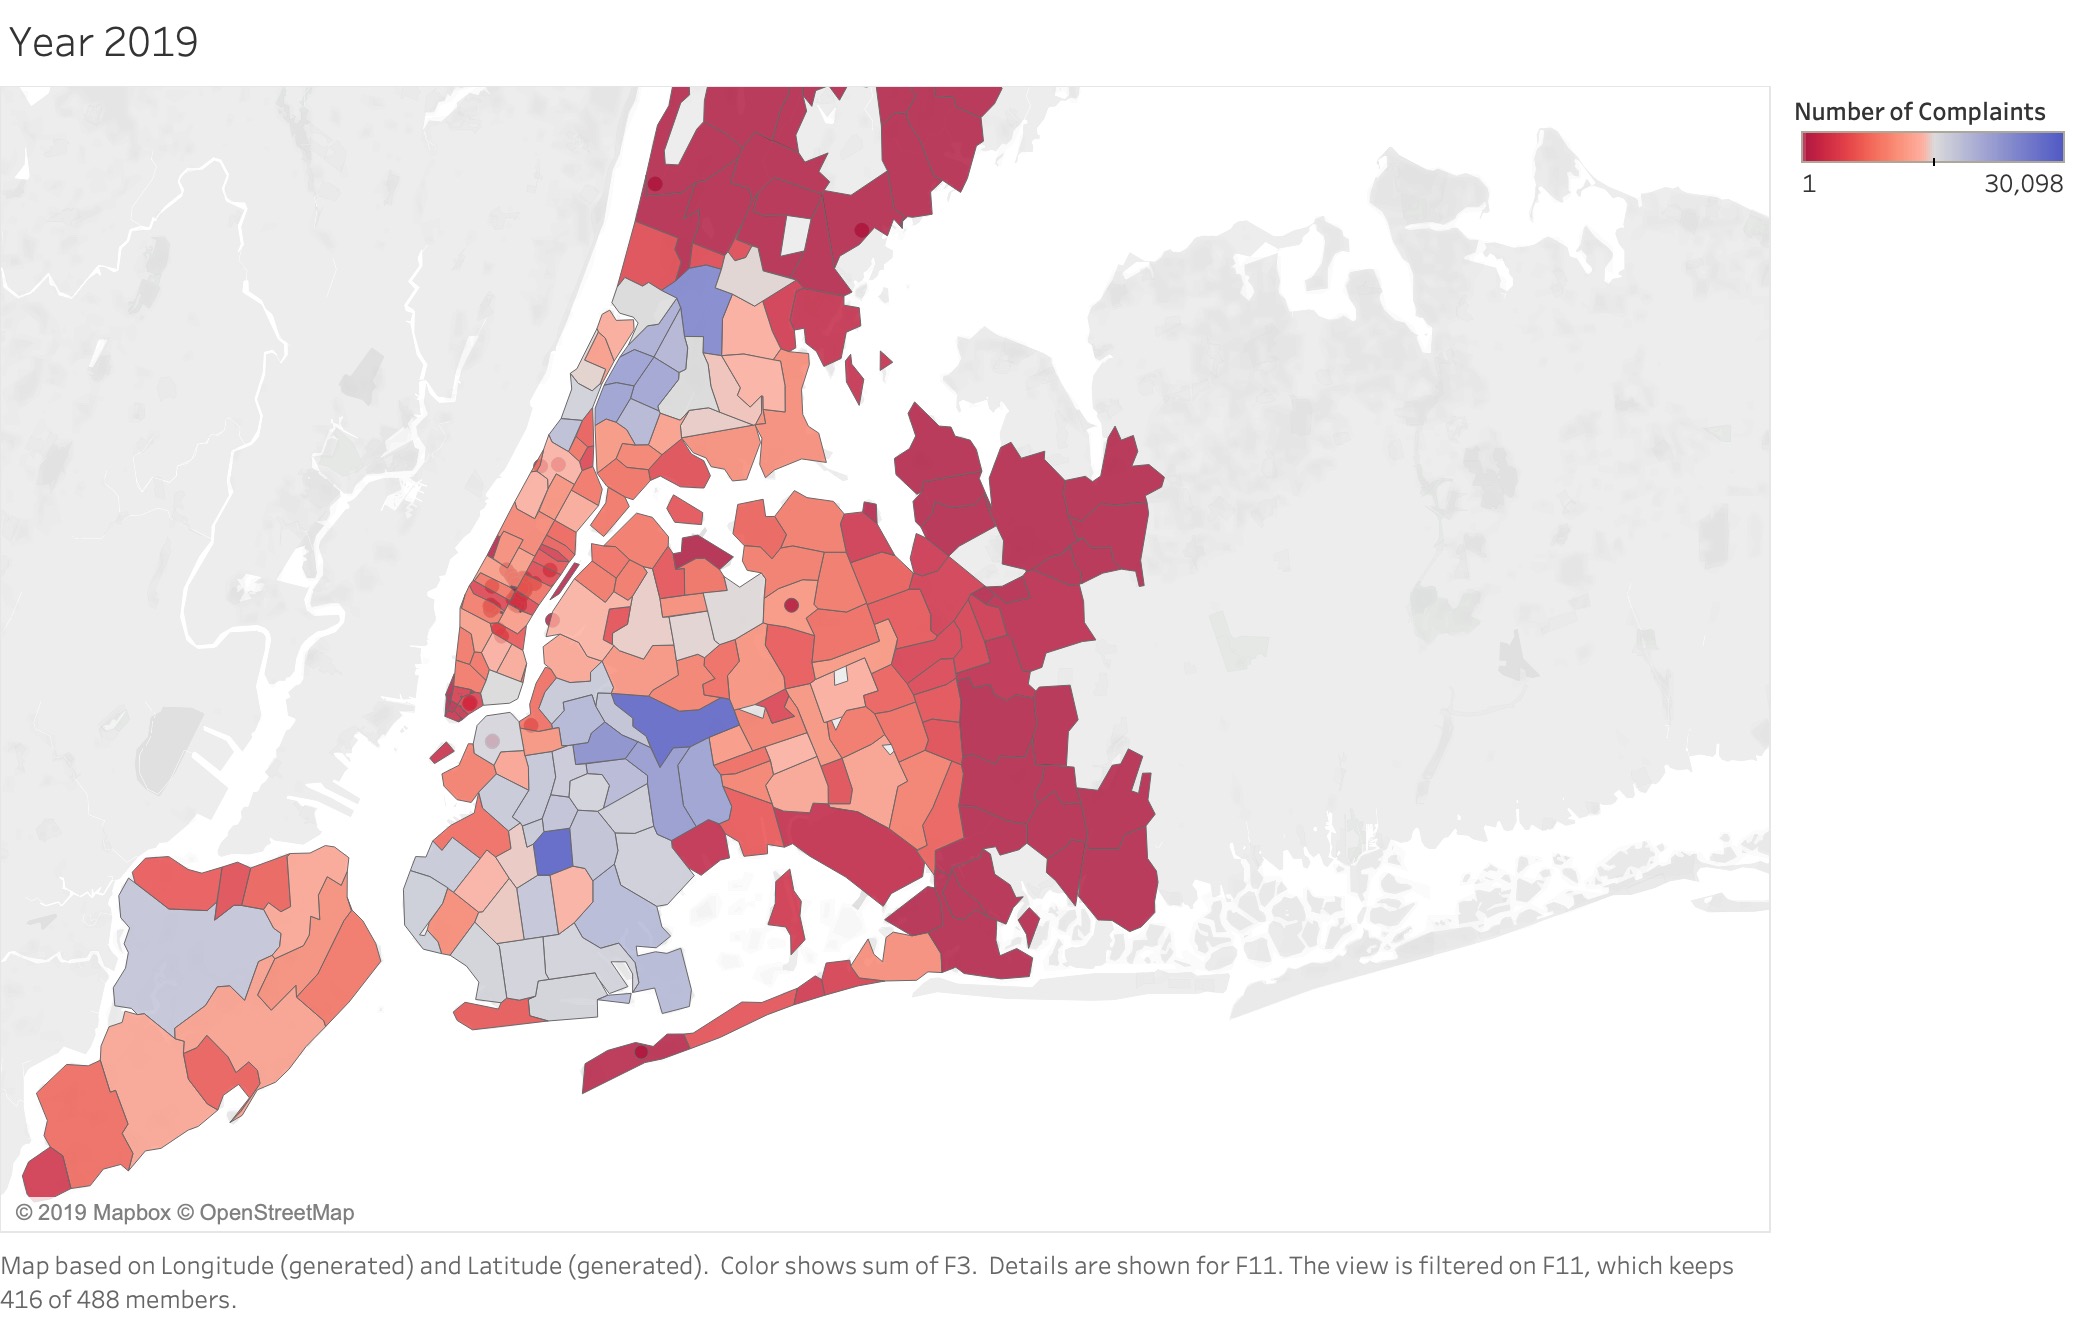 Year 2019
Number of Complaints
1
30,098
© 2019 Mapbox © OpenStreetMap
Map based on Longitude (generated) and Latitude (generated).  Color shows sum of F3.  Details are shown for F11. The view is filtered on F11, which keeps
416 of 488 members.